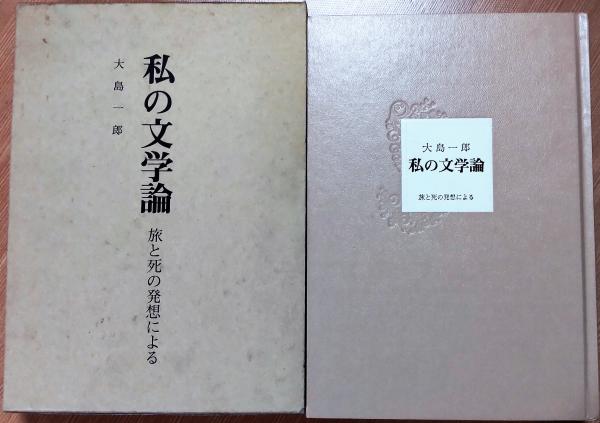 私の文学論
旅と死の発想による
大島一郎
大島一郎
私の文学論
旅と死の発想による